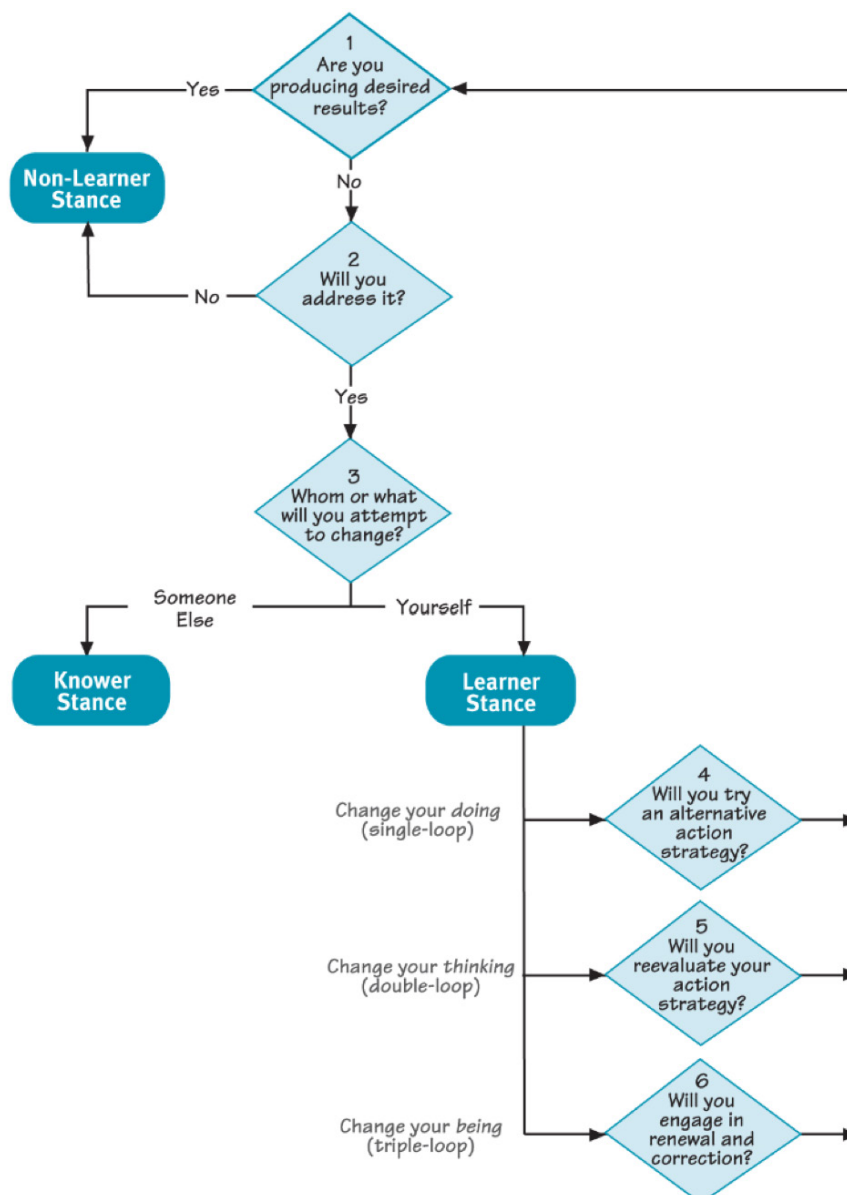 1
Are you
producing desired
results?
Yes
Non-Learner
Stance
No
2
Will you
address it?
No
Yes
3
Whom or what
will you attempt
to change?
Someone
Else
Yourself
Knower
Stance
Learner
Stance
4
Will you try
an alternative
action
strategy?
Change your doing
(single-loop)
5
Will you
reevaluate your
action
strategy?
Change your thinking
(double-loop)
6
Will you
engage in
renewal and
correction?
Change your being
(triple-loop)